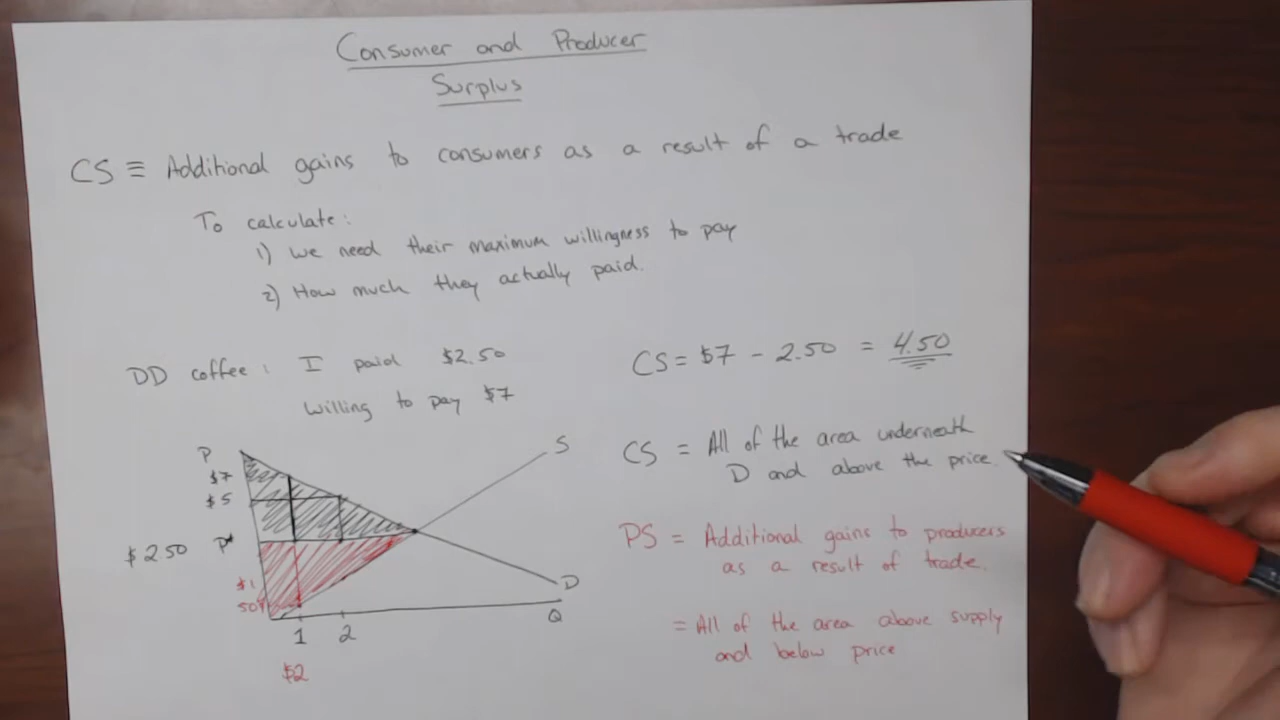 Consumer and Producer
Surplus
CS ≡ Additional gains to consumers as a result of a trade
To calculate:
1) we need their maximum willingness to pay
2) How much they actually paid.
DD coffee: I paid $2.50
willing to pay $7
CS = $7 - 2.50 = 4.50
CS = All of the area underneath
D and above the price.
PS = Additional gains to producers
as a result of trade.
= All of the area above supply
and below price
P
$7
$5
$2.50 P*
$1
50¢
S
D
Q
1 2
$2